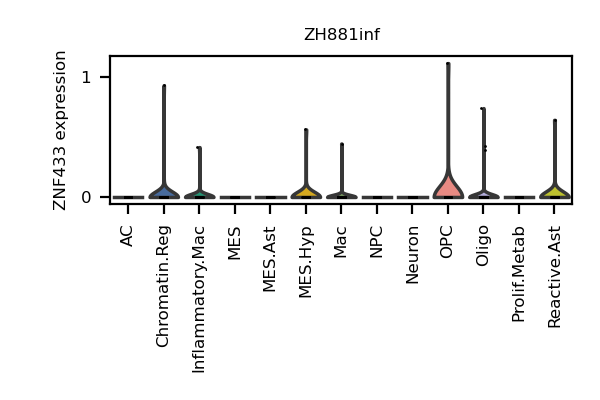 ZH881inf
ZNF433 expression
1
0
AC
Chromatin.Reg
Inflammatory.Mac
MES
MES.Ast
MES.Hyp
Mac
NPC
Neuron
OPC
Oligo
Prolif.Metab
Reactive.Ast